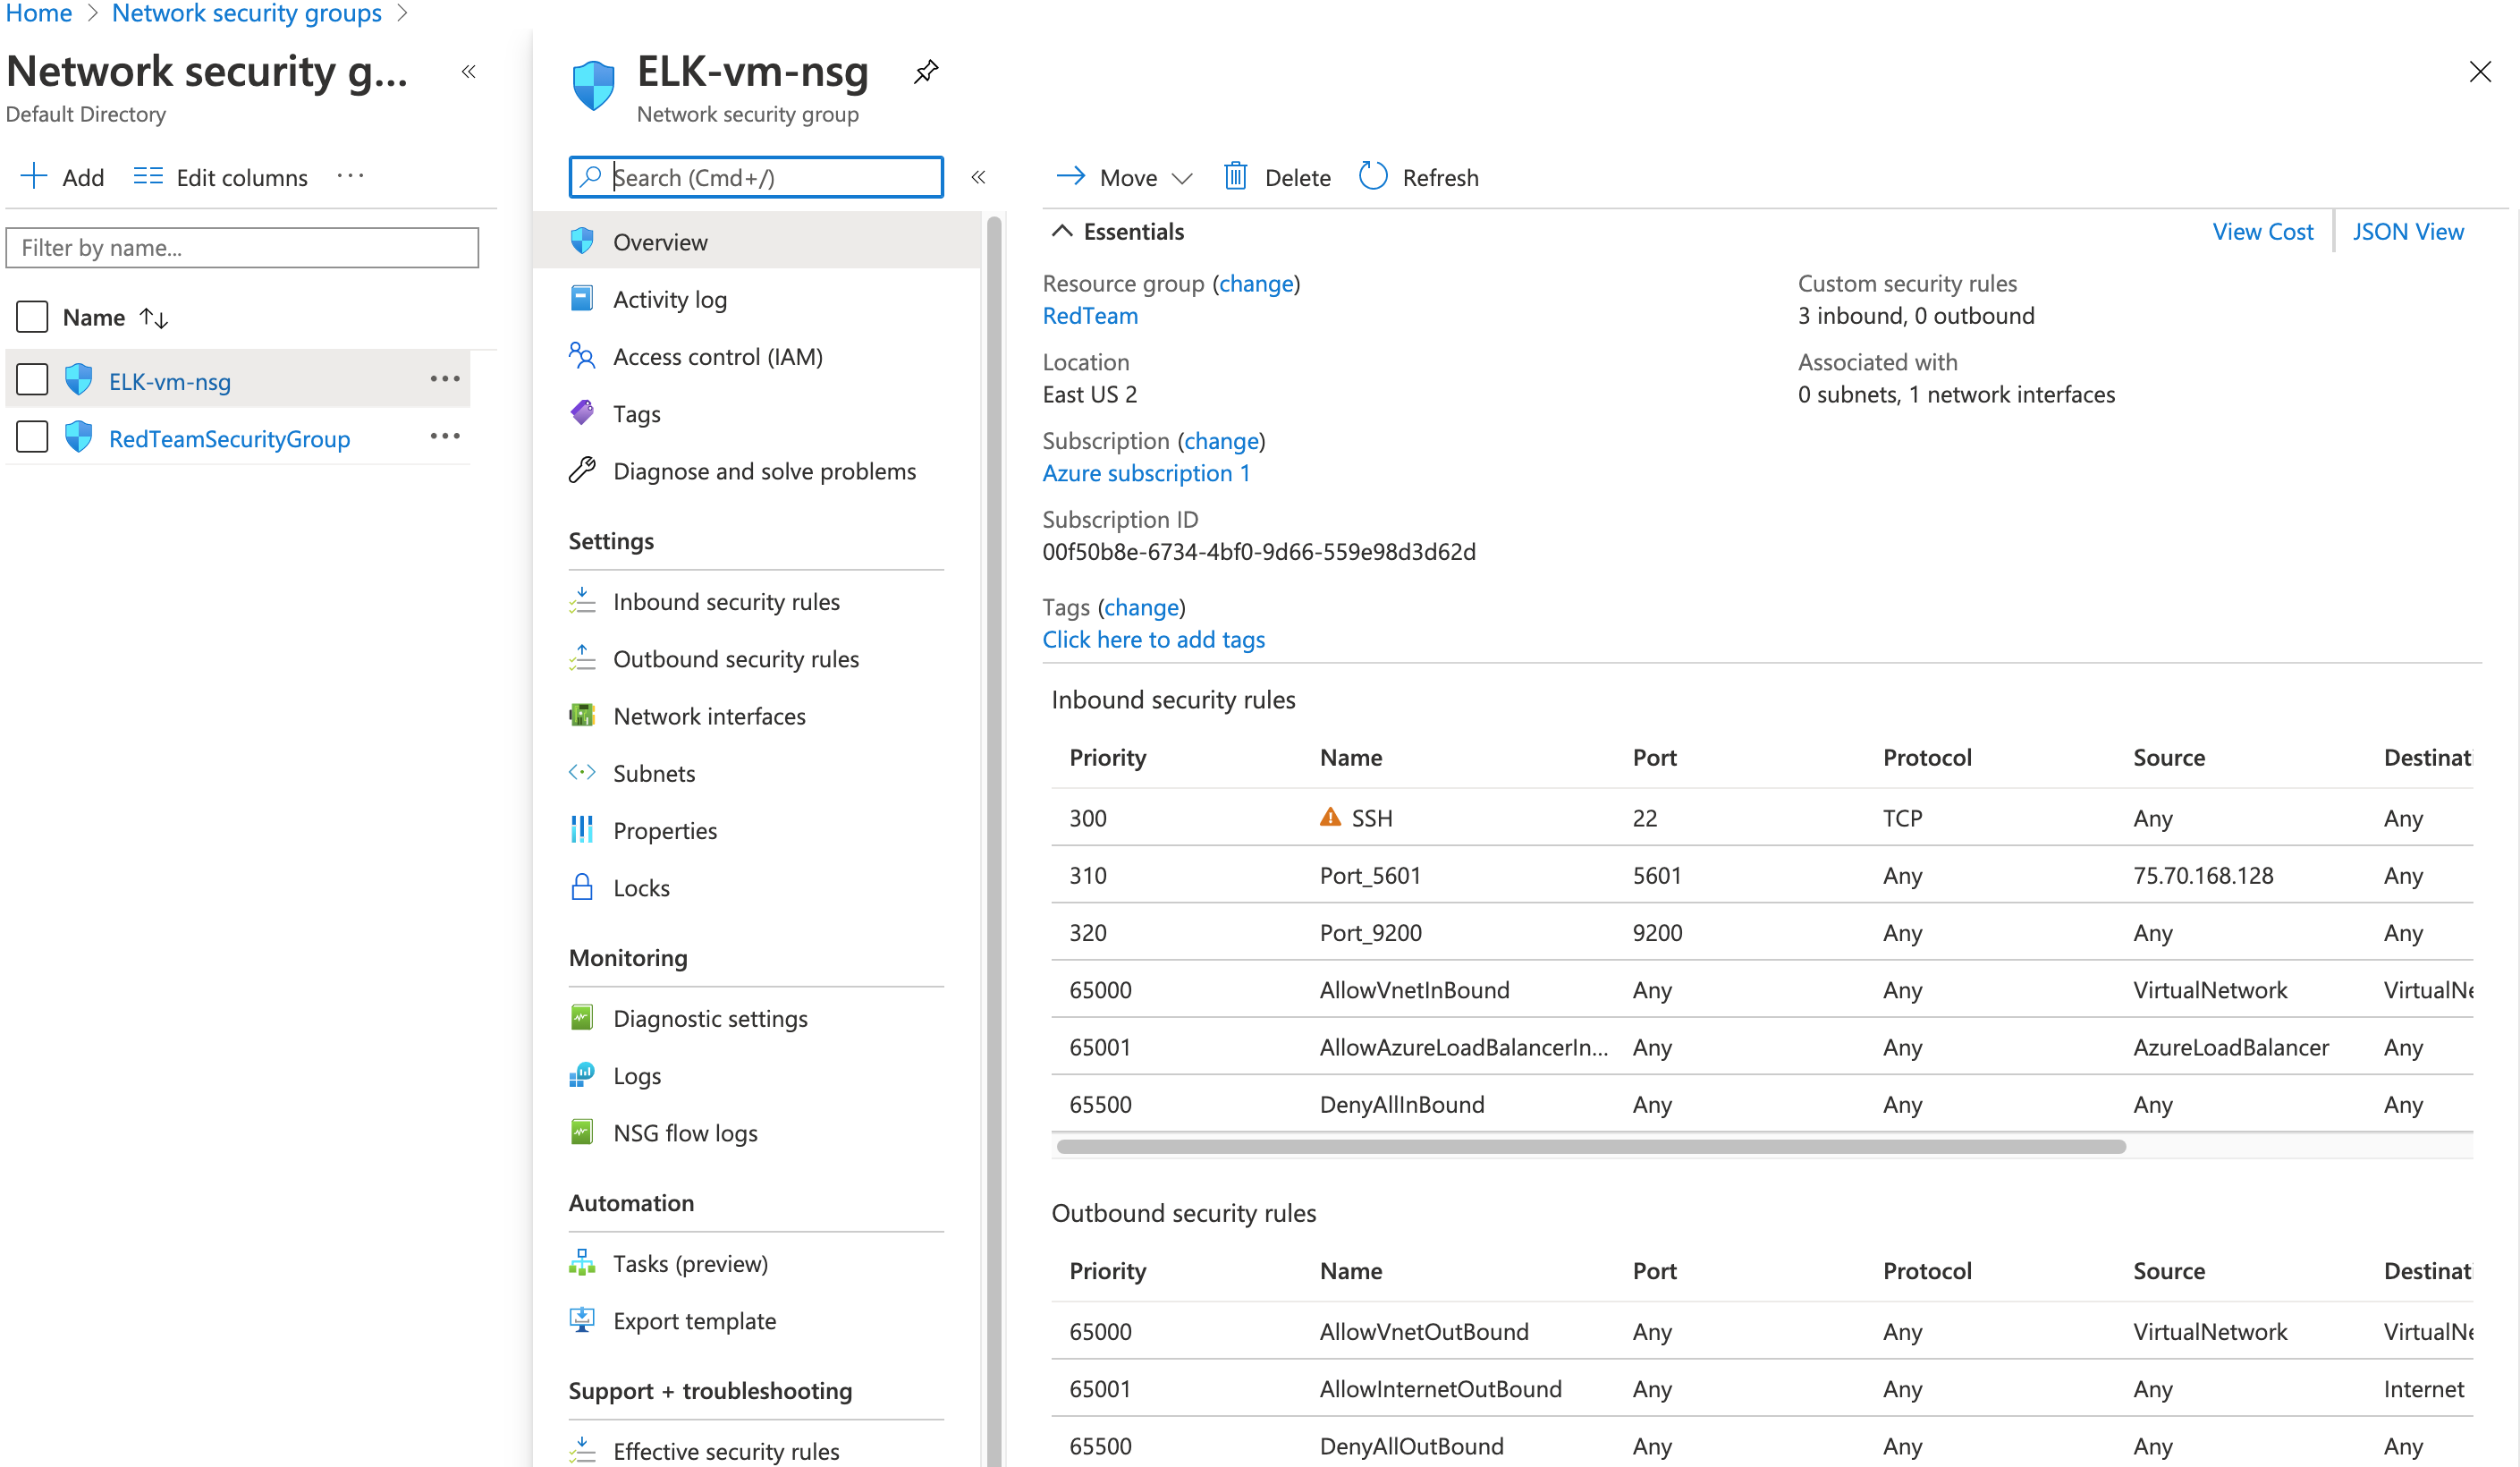 Home > Network security groups >
Network security g...
Default Directory
Add Edit columns ...
Filter by name...
Name
ELK-vm-nsg
RedTeamSecurityGroup
ELK-vm-nsg
Network security group
Search (Cmd+/)
Overview
Activity log
Access control (IAM)
Tags
Diagnose and solve problems
Settings
Inbound security rules
Outbound security rules
Network interfaces
Subnets
Properties
Locks
Monitoring
Diagnostic settings
Logs
NSG flow logs
Automation
Tasks (preview)
Export template
Support + troubleshooting
Effective security rules
Move Delete Refresh
Essentials
View Cost JSON View
Resource group (change)
RedTeam
Location
East US 2
Subscription (change)
Azure subscription 1
Subscription ID
00f50b8e-6734-4bf0-9d66-559e98d3d62d
Tags (change)
Click here to add tags
Custom security rules
3 inbound, 0 outbound
Associated with
0 subnets, 1 network interfaces
Inbound security rules
Priority Name Port Protocol Source Destinati
300 SSH 22 TCP Any Any
310 Port_5601 5601 Any 75.70.168.128 Any
320 Port_9200 9200 Any Any Any
65000 AllowVnetInBound Any Any VirtualNetwork VirtualNe
65001 AllowAzureLoadBalancerIn... Any Any AzureLoadBalancer Any
65500 DenyAllInBound Any Any Any Any
Outbound security rules
Priority Name Port Protocol Source Destinati
65000 AllowVnetOutBound Any Any VirtualNetwork VirtualNe
65001 AllowInternetOutBound Any Any Any Internet
65500 DenyAllOutBound Any Any Any Any